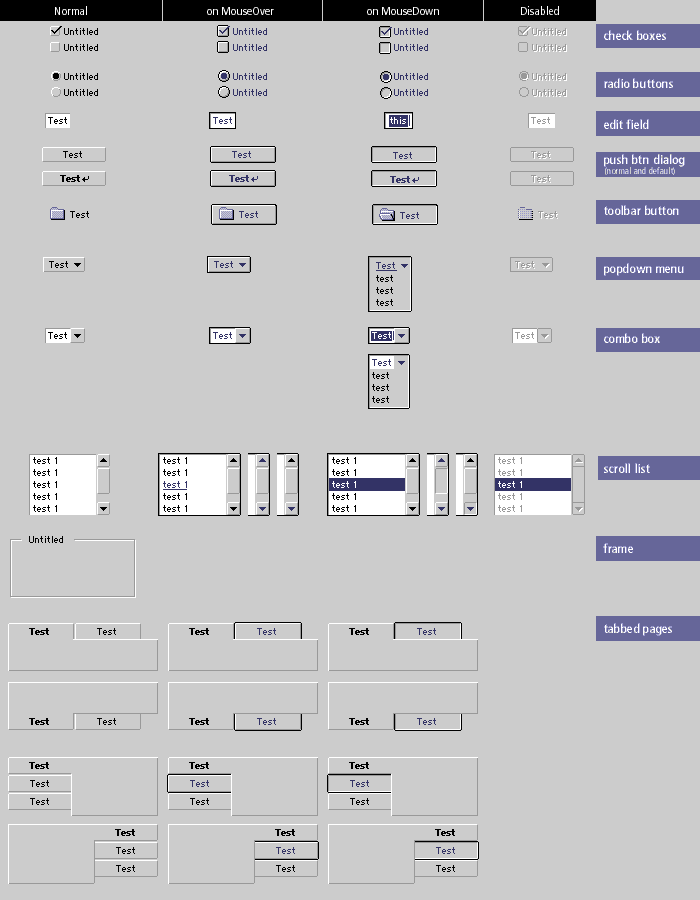 Normal on MouseOver on MouseDown Disabled
Untitled Untitled Untitled Untitled check boxes
Untitled Untitled Untitled Untitled
Untitled Untitled Untitled Untitled radio buttons
Untitled Untitled Untitled Untitled
Test Test this Test edit field
Test Test Test Test push btn dialog
(normal and default)
Test Test Test Test
Test Test Test Test toolbar button
Test Test Test Test popdown menu
test
test
test
Test Test Test Test combo box
Test
test
test
test
test 1 test 1 test 1 test 1 scroll list
test 1 test 1 test 1 test 1
test 1 test 1 test 1 test 1
test 1 test 1 test 1 test 1
test 1 test 1 test 1 test 1
Untitled frame
Test Test Test Test Test Test tabbed pages
Test Test Test Test Test Test
Test Test Test
Test Test Test
Test Test Test
Test Test Test
Test Test Test
Test Test Test